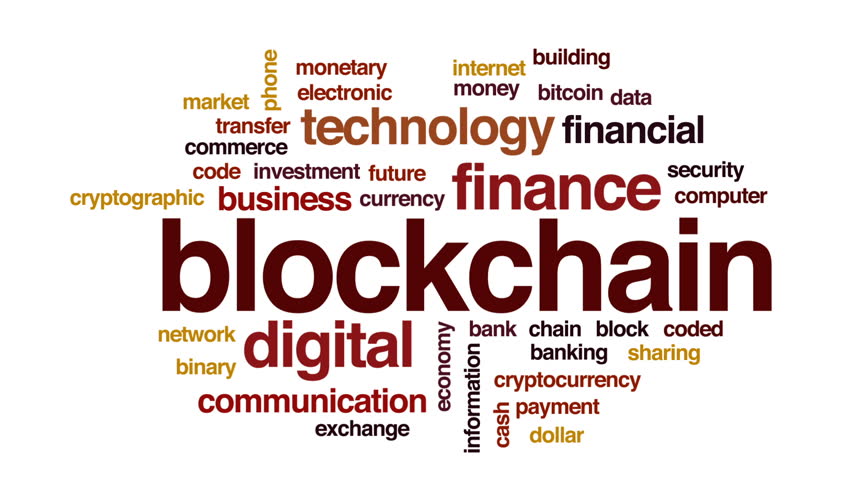 building
phone
monetary
internet
electronic
money
bitcoin
data
market
transfer
technology
financial
commerce
code
investment
future
finance
security
cryptographic
business
currency
computer
blockchain
network
digital
economy
bank
chain
block
coded
information
banking
sharing
binary
cryptocurrency
communication
cash
payment
exchange
dollar